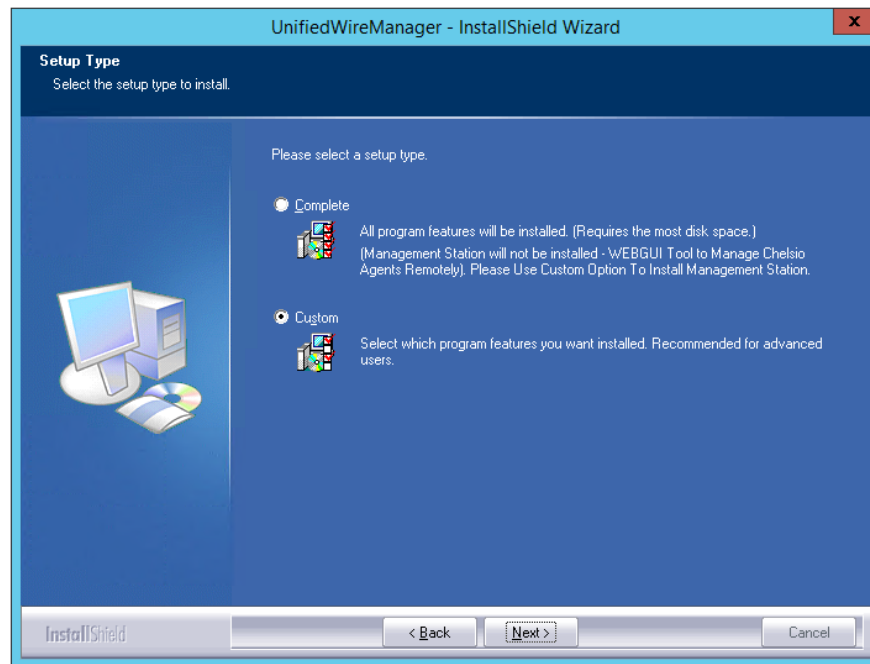 UnifiedWireManager - InstallShield Wizard
x
Setup Type
Select the setup type to install.
Please select a setup type.
Complete
All program features will be installed. (Requires the most disk space.)
(Management Station will not be installed - WEBGUI Tool to Manage Chelsio
Agents Remotely). Please Use Custom Option To Install Management Station.
Custom
Select which program features you want installed. Recommended for advanced
users.
InstallShield
< Back
Next >
Cancel